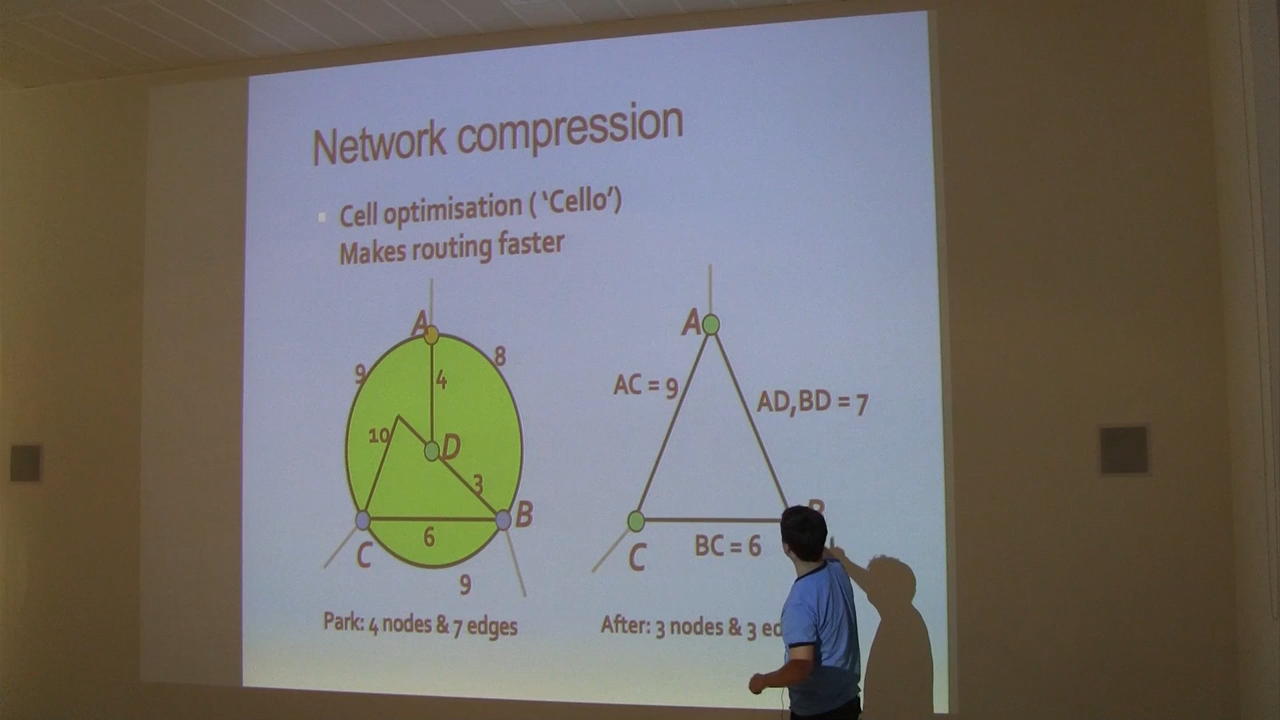 Network compression
Cell optimisation ( 'Cello')
Makes routing faster
A
9
8
4
10
D
3
B
6
C
9
Park: 4 nodes & 7 edges
A
AC = 9
AD,BD = 7
C
BC = 6
After: 3 nodes & 3